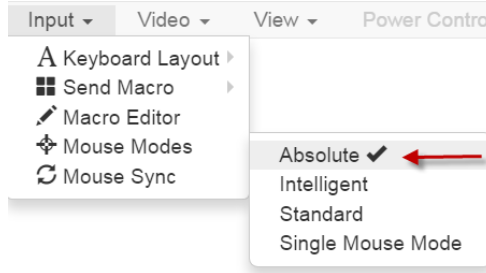 Input Video View Power Contro
A Keyboard Layout
Send Macro
Macro Editor
Mouse Modes
Mouse Sync
Absolute
Intelligent
Standard
Single Mouse Mode